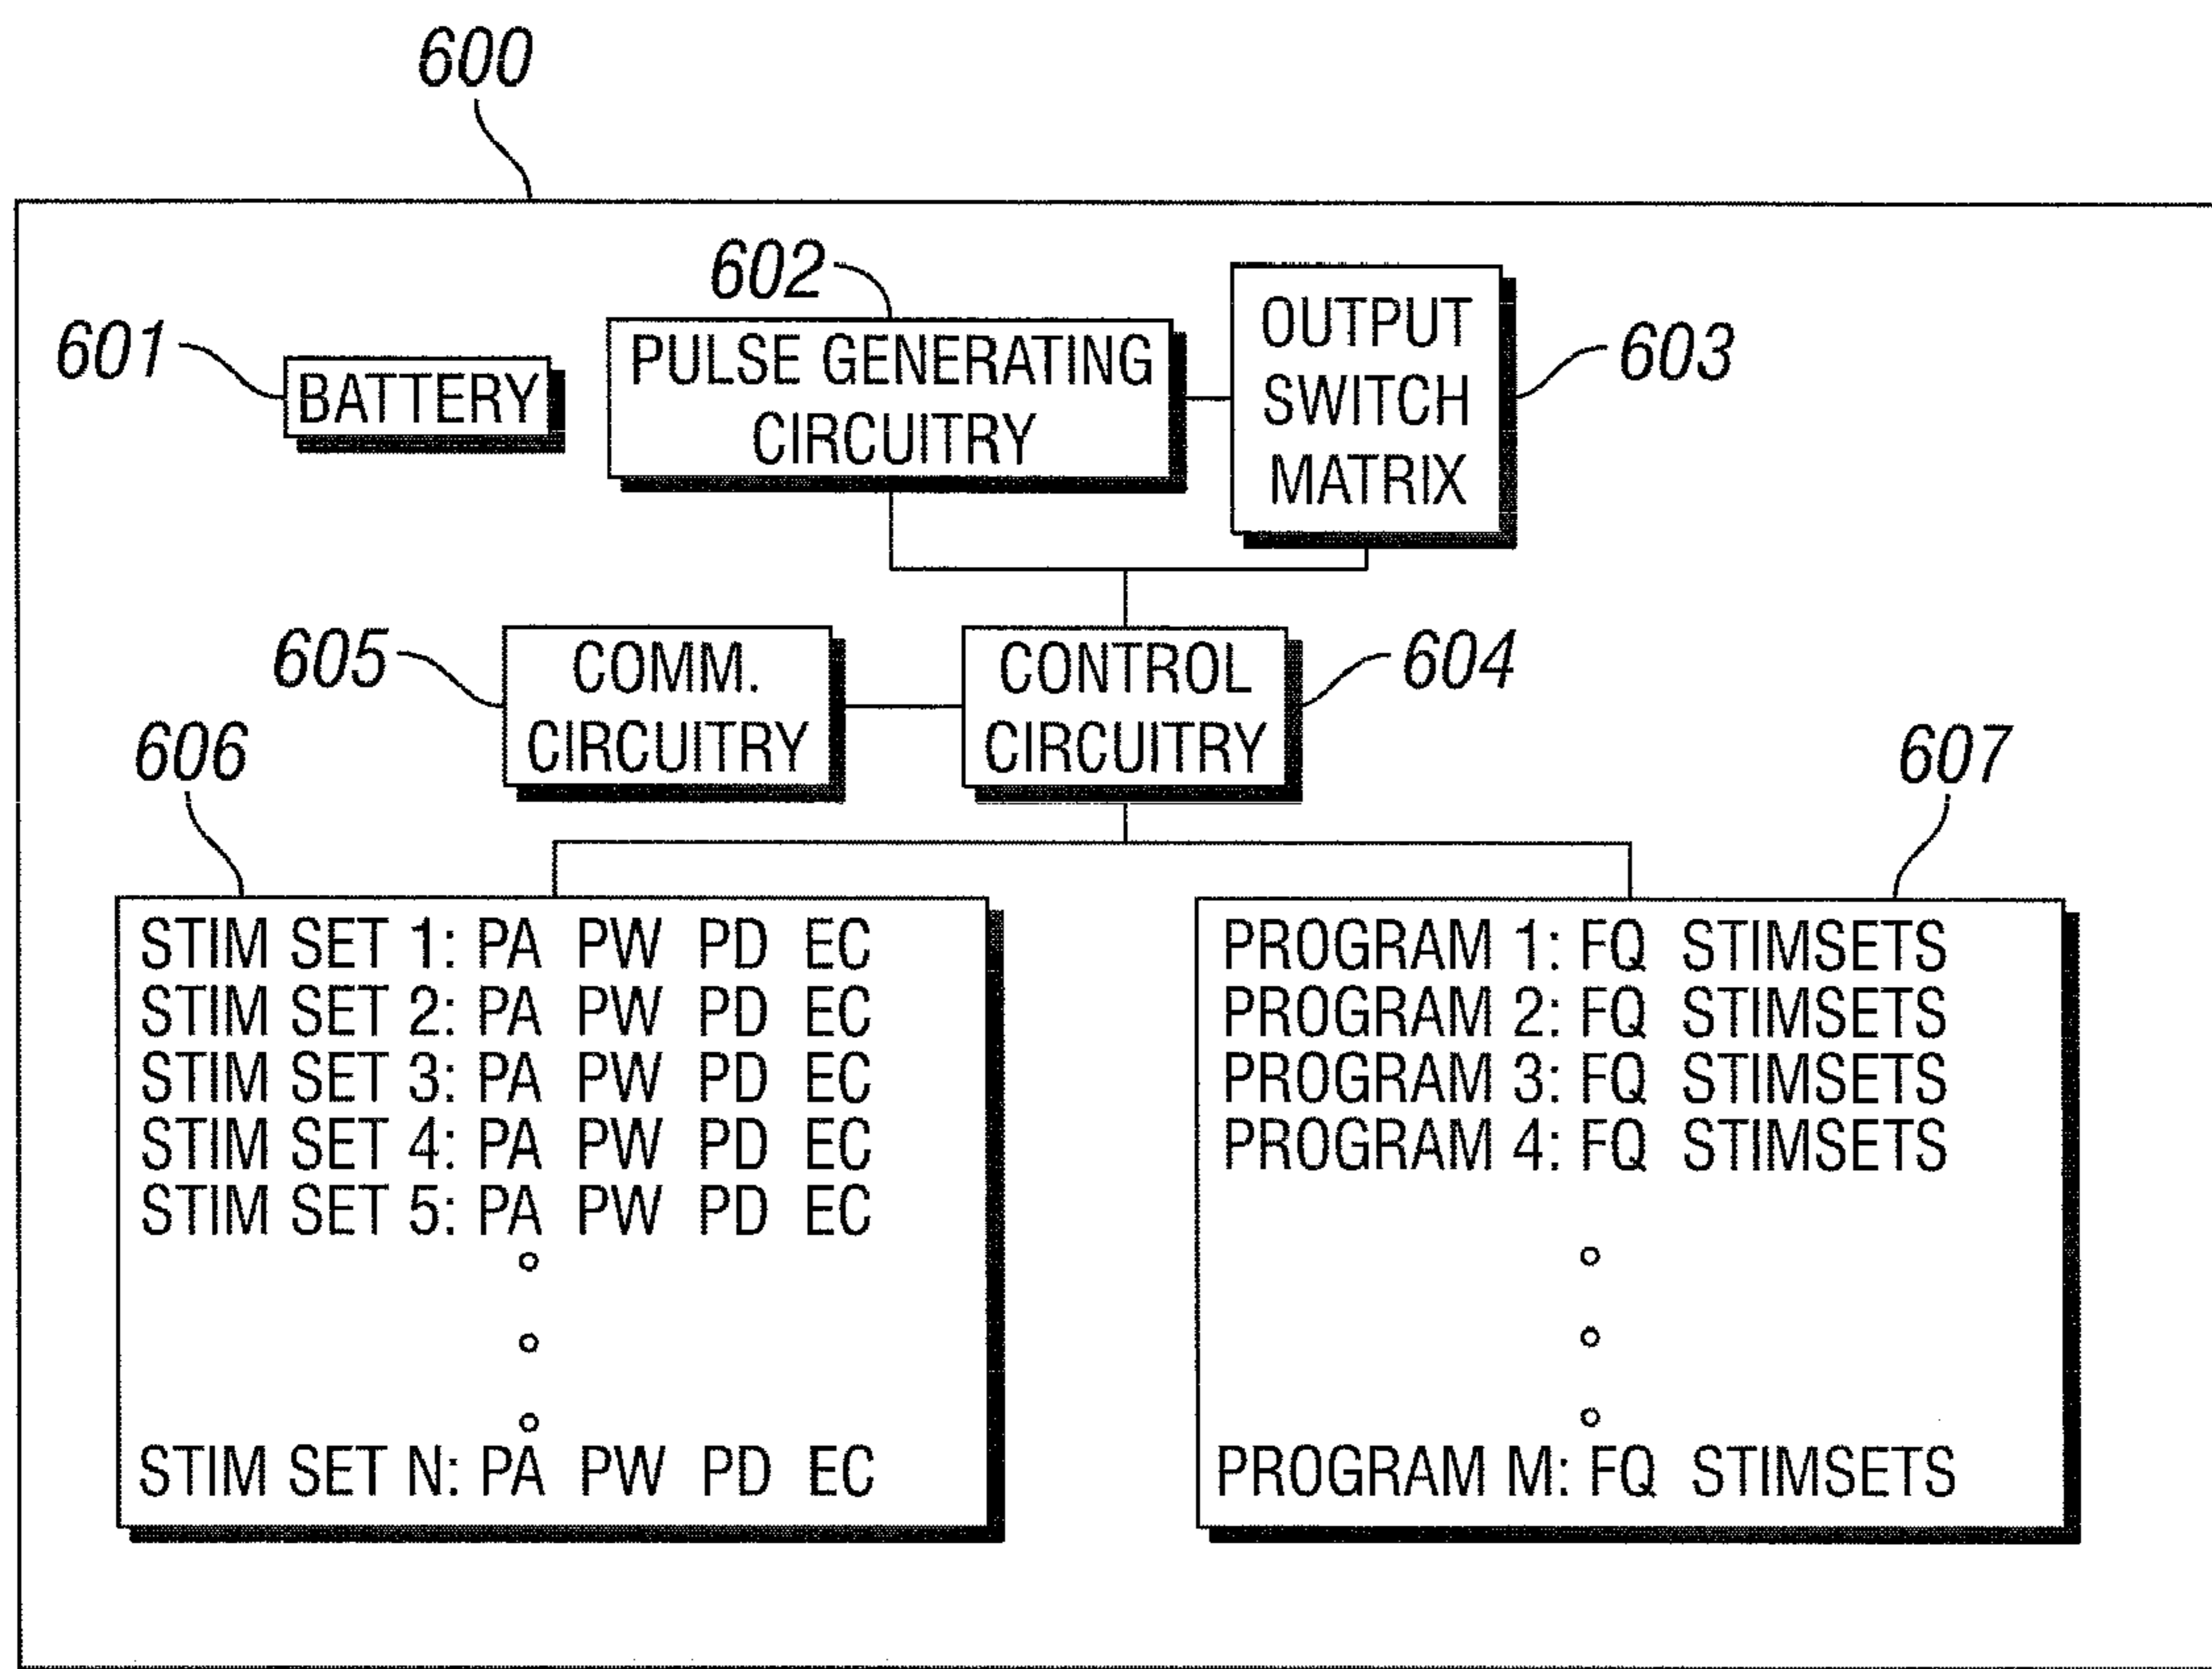 600
602
601
BATTERY
PULSE GENERATING
CIRCUITRY
OUTPUT
SWITCH
MATRIX
603
605
COMM.
CIRCUITRY
CONTROL
CIRCUITRY
604
606
607
STIM SET 1: PA PW PD EC
STIM SET 2: PA PW PD EC
STIM SET 3: PA PW PD EC
STIM SET 4: PA PW PD EC
STIM SET 5: PA PW PD EC
STIM SET N: PA PW PD EC
PROGRAM 1: FQ STIMSETS
PROGRAM 2: FQ STIMSETS
PROGRAM 3: FQ STIMSETS
PROGRAM 4: FQ STIMSETS
PROGRAM M: FQ STIMSETS